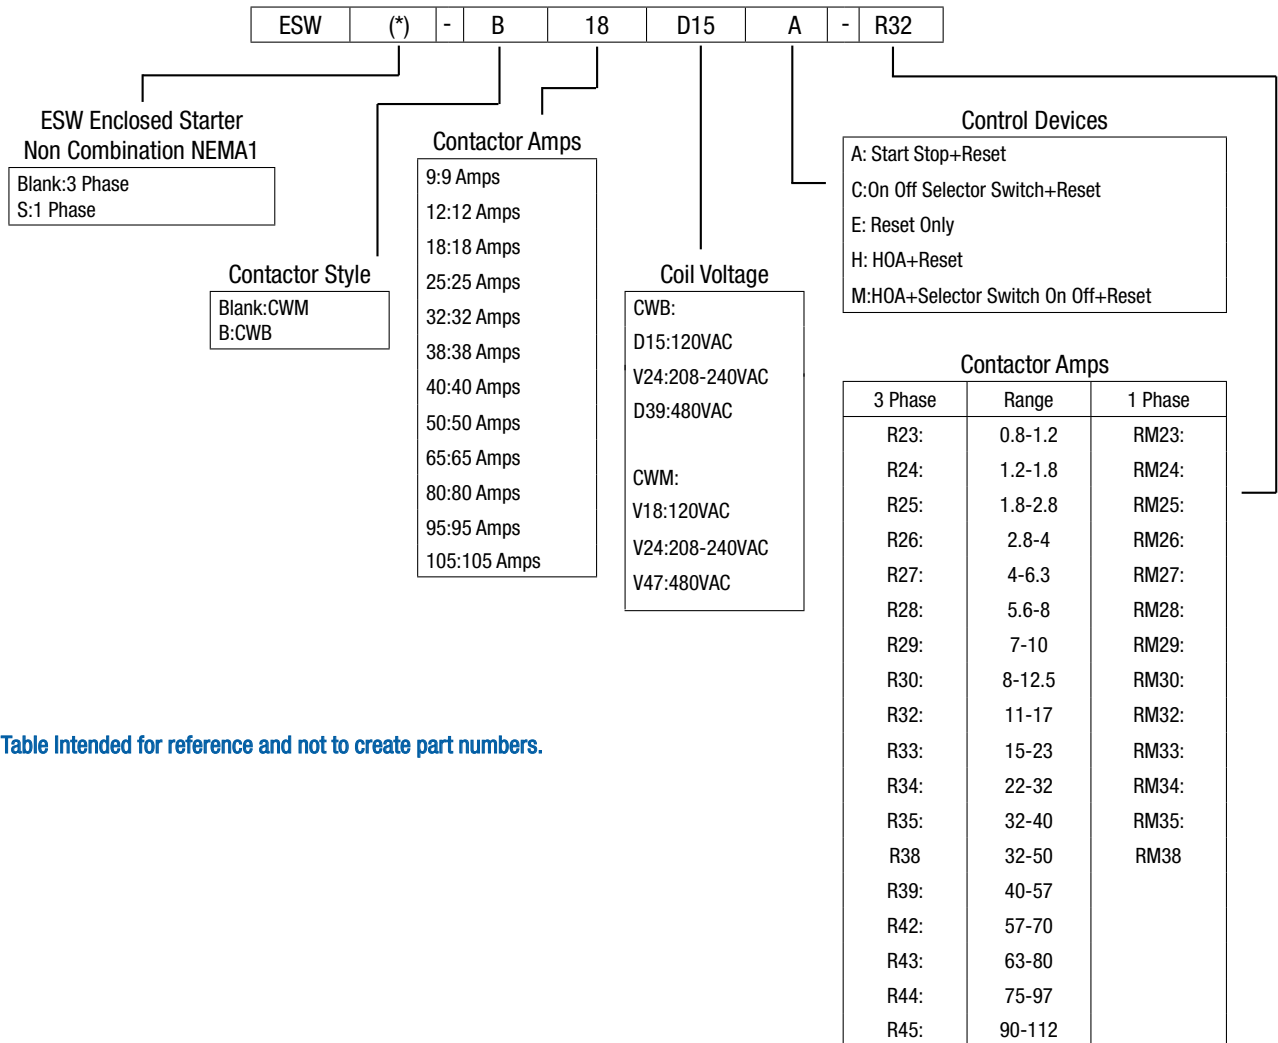 ESW (*) - B 18 D15 A - R32
ESW Enclosed Starter
Non Combination NEMA1
Blank:3 Phase
S:1 Phase
Contactor Style
Blank:CWM
B:CWB
Contactor Amps
9:9 Amps
12:12 Amps
18:18 Amps
25:25 Amps
32:32 Amps
38:38 Amps
40:40 Amps
50:50 Amps
65:65 Amps
80:80 Amps
95:95 Amps
105:105 Amps
Coil Voltage
CWB:
D15:120VAC
V24:208-240VAC
D39:480VAC
CWM:
V18:120VAC
V24:208-240VAC
V47:480VAC
Control Devices
A: Start Stop+Reset
C:On Off Selector Switch+Reset
E: Reset Only
H: HOA+Reset
M:HOA+Selector Switch On Off+Reset
Contactor Amps
3 Phase Range 1 Phase
R23: 0.8-1.2 RM23:
R24: 1.2-1.8 RM24:
R25: 1.8-2.8 RM25:
R26: 2.8-4 RM26:
R27: 4-6.3 RM27:
R28: 5.6-8 RM28:
R29: 7-10 RM29:
R30: 8-12.5 RM30:
R32: 11-17 RM32:
R33: 15-23 RM33:
R34: 22-32 RM34:
R35: 32-40 RM35:
R38 32-50 RM38
R39: 40-57
R42: 57-70
R43: 63-80
R44: 75-97
R45: 90-112
Table Intended for reference and not to create part numbers.